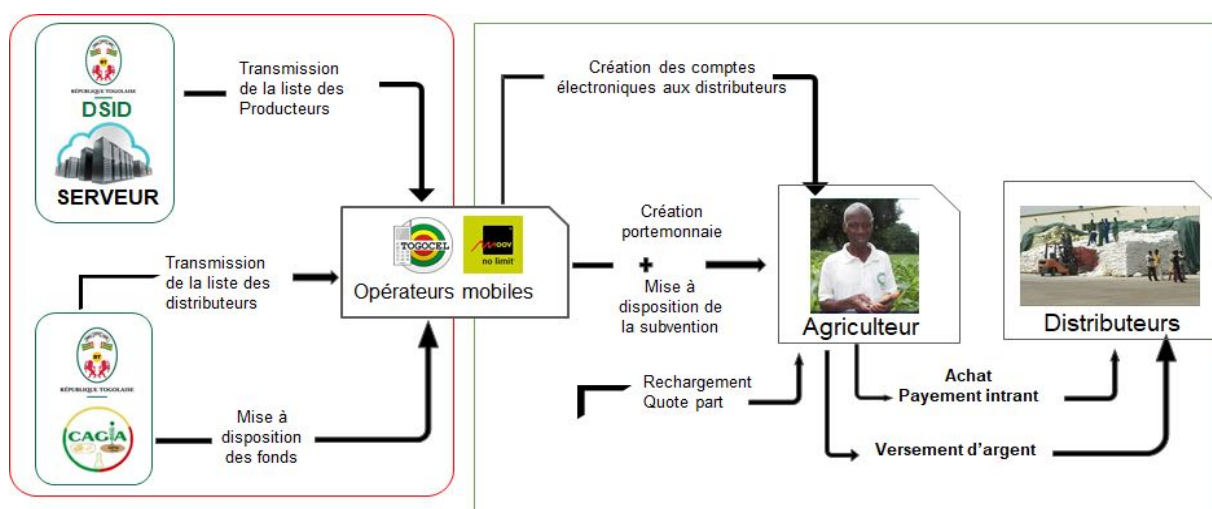 RÉPUBLIQUE TOGOLAISE
DSID
SERVEUR
Transmission
de la liste des
Producteurs
Création des comptes
électroniques aux distributeurs
Transmission
de la liste des
distributeurs
TOGOCEL
MOOV
no limit
Opérateurs mobiles
Création
portemonnaie
+
Mise à
disposition de
la subvention
Agriculteur
Distributeurs
RÉPUBLIQUE TOGOLAISE
CAGIA
Mise à
disposition
des fonds
Rechargement
Quote part
Achat
Payement intrant
Versement d'argent